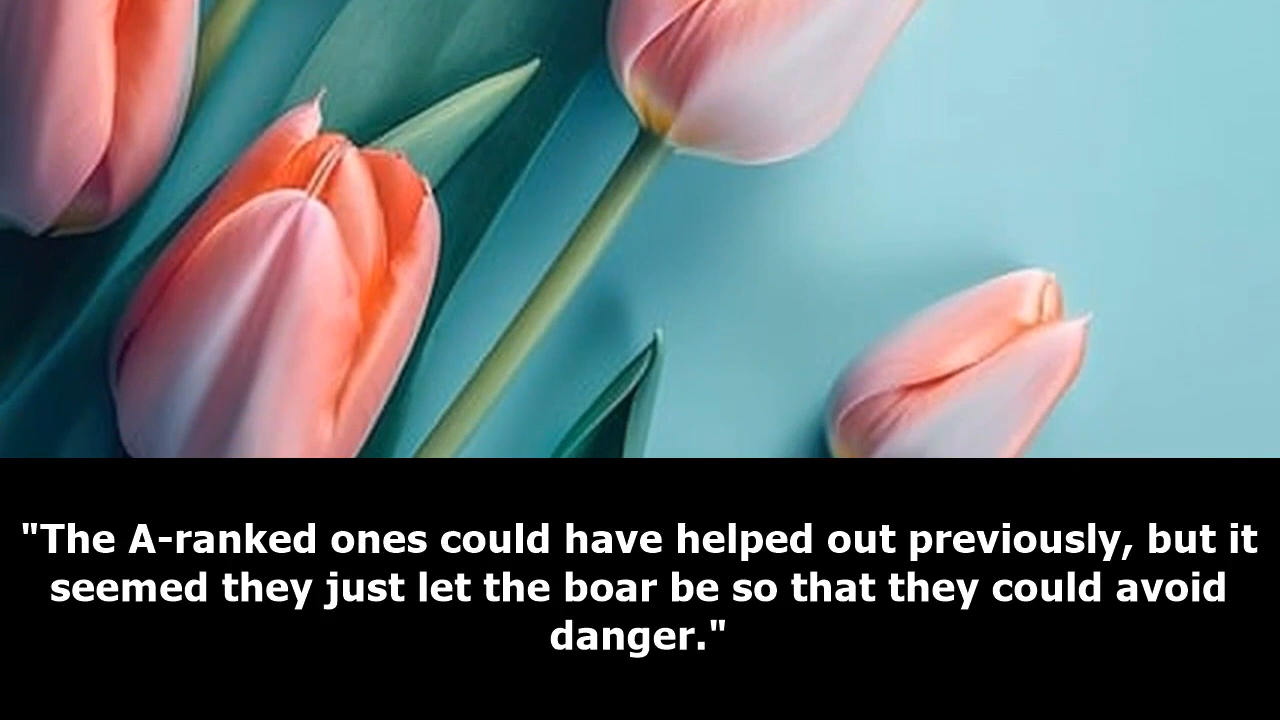 "The A-ranked ones could have helped out previously, but it
seemed they just let the boar be so that they could avoid
danger."